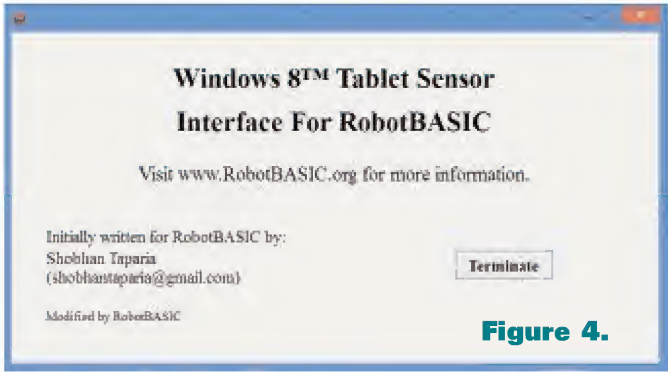 Windows 8™ Tablet Sensor
Interface For RobotBASIC
Visit www.RobotBASIC.org for more information.
Initially written for RobotBASIC by:
Shobhan Taparia
(shobhantaparia@gmail.com)
Terminate
Modified by RobotBASIC
Figure 4.